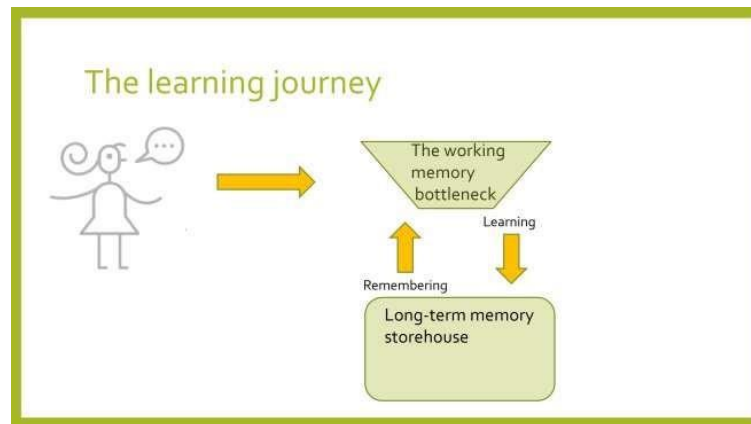 The learning journey
The working
memory
bottleneck
Learning
Remembering
Long-term memory
storehouse